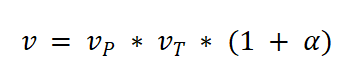 𝑣 = 𝑣_P * 𝑣_T * (1 + α)